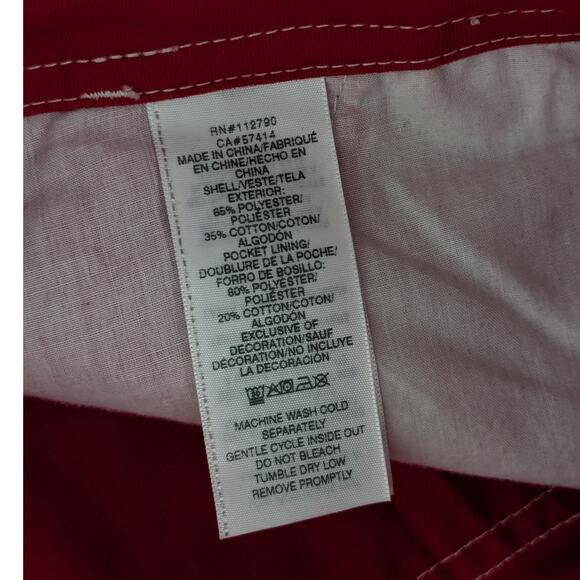 RN#112790
CA#57414
MADE IN CHINA/FABRIQUÉ
EN CHINE/HECHO EN
CHINA
SHELL/VESTE/TELA
EXTERIOR:
65% POLYESTER/
POLIÉSTER
35% COTTON/COTON/
ALGODÓN
POCKET LINING/
DOUBLURE DE LA POCHE/
FORRO DE BOSILLO:
80% POLYESTER/
POLIÉSTER
20% COTTON/COTON/
ALGODÓN
EXCLUSIVE OF
DECORATION/SAUF
DÉCORATION/NO INCLUYE
LA DECORACIÓN
30
MACHINE WASH COLD
SEPARATELY
GENTLE CYCLE INSIDE OUT
DO NOT BLEACH
TUMBLE DRY LOW
REMOVE PROMPTLY